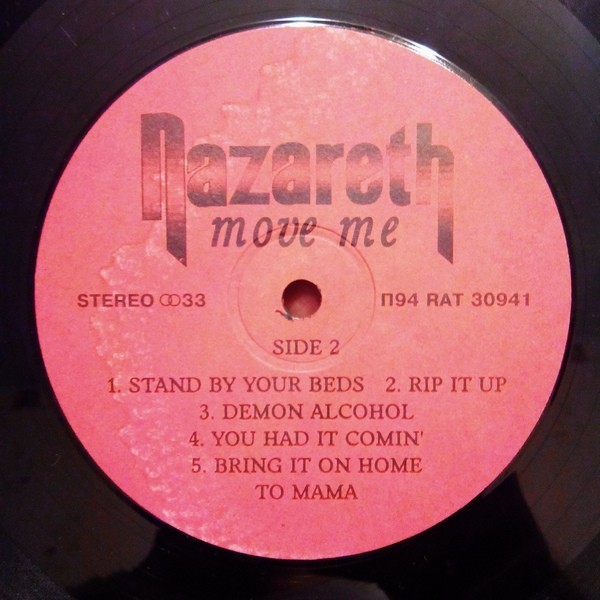 Nazareth
move me
STEREO ꝏ33 П94 RAT 30941
SIDE 2
1. STAND BY YOUR BEDS 2. RIP IT UP
3. DEMON ALCOHOL
4. YOU HAD IT COMIN'
5. BRING IT ON HOME
TO MAMA